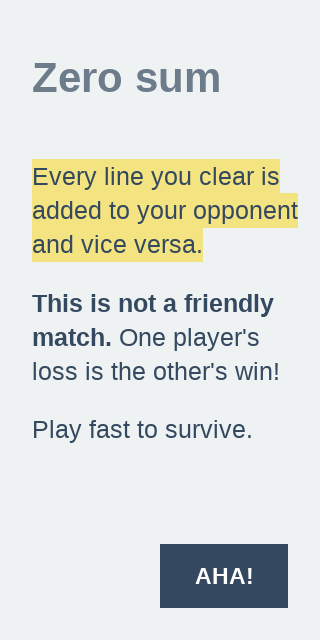 Zero sum
Every line you clear is
added to your opponent
and vice versa.
This is not a friendly
match. One player's
loss is the other's win!
Play fast to survive.
AHA!